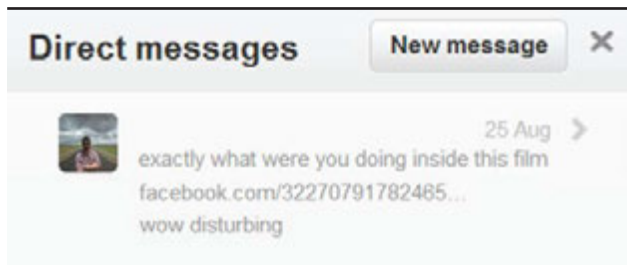 Direct messages
New message
25 Aug
exactly what were you doing inside this film
facebook.com/32270791782465...
wow disturbing